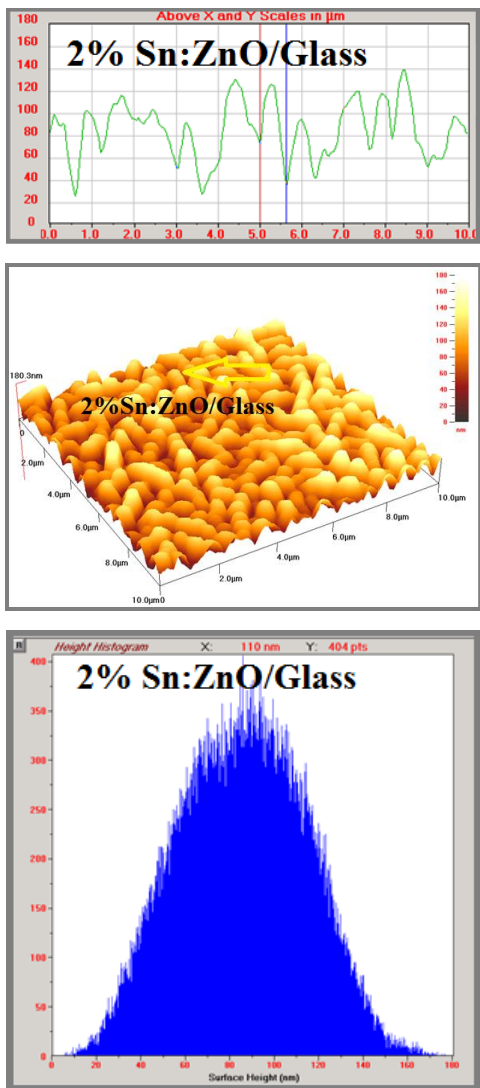 Above X and Y Scales in µm
2% Sn:ZnO/Glass
180
160
140
120
100
80
60
40
20
0
0.0 1.0 2.0 3.0 4.0 5.0 6.0 7.0 8.0 9.0 10.0
180
160
140
120
100
80
60
40
20
0
nm
180.3nm
2%Sn:ZnO/Glass
0
2.0µm
4.0µm
6.0µm
8.0µm
10.0µm
0
2.0µm
4.0µm
6.0µm
8.0µm
10.0µm
R Height Histogram X: 110 nm Y: 404 pts
2% Sn:ZnO/Glass
400
350
300
250
200
150
100
50
0
0 20 40 60 80 100 120 140 160 180
Surface Height (nm)